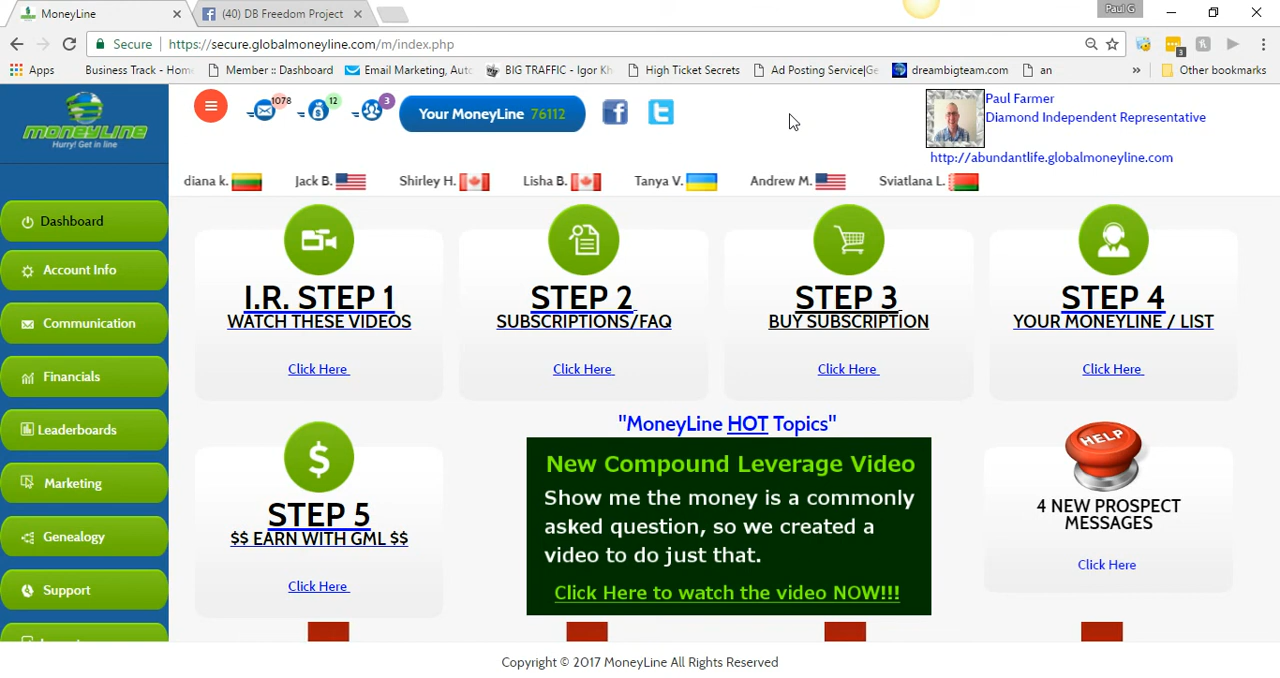 MoneyLine
(40) DB Freedom Project
Paul G
Secure
https://secure.globalmoneyline.com/m/index.php
3
Apps
Business Track - Hom
Member :: Dashboard
Email Marketing, Aut
BIG TRAFFIC - Igor Kh
High Ticket Secrets
Ad Posting Service|Ge
dreambigteam.com
an
»
Other bookmarks
MONEYLINE
Hurry! Get in line
1078
12
3
Your MoneyLine 76112
Paul Farmer
Diamond Independent Representative
http://abundantlife.globalmoneyline.com
diana k.
Jack B.
Shirley H.
Lisha B.
Tanya V.
Andrew M.
Sviatlana L.
Dashboard
Account Info
Communication
Financials
Leaderboards
Marketing
Genealogy
Support
I.R. STEP 1
WATCH THESE VIDEOS
Click Here
STEP 2
SUBSCRIPTIONS/FAQ
Click Here
STEP 3
BUY SUBSCRIPTION
Click Here
STEP 4
YOUR MONEYLINE / LIST
Click Here
$
STEP 5
$$ EARN WITH GML $$
Click Here
"MoneyLine HOT Topics"
New Compound Leverage Video
Show me the money is a commonly
asked question, so we created a
video to do just that.
Click Here to watch the video NOW!!!
HELP
4 NEW PROSPECT
MESSAGES
Click Here
Copyright © 2017 MoneyLine All Rights Reserved